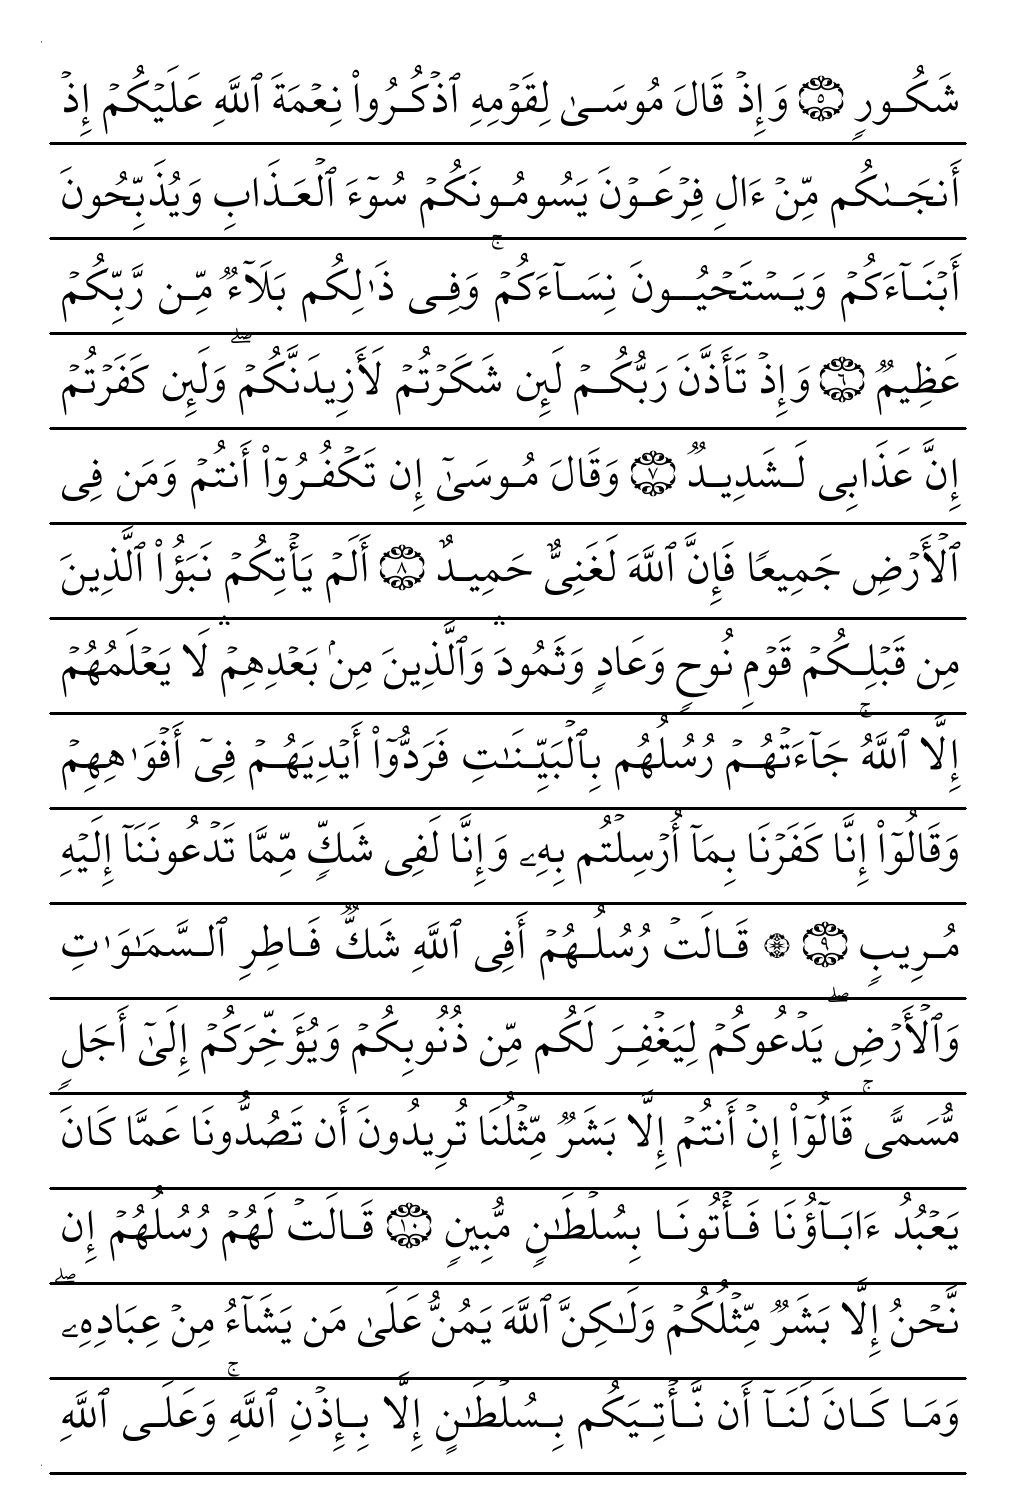 شَكُورٍ ۝٥ وَإِذۡ قَالَ مُوسَىٰ لِقَوۡمِهِ ٱذۡكُرُواْ نِعۡمَةَ ٱللَّهِ عَلَيۡكُمۡ إِذۡ
أَنجَىٰكُم مِّنۡ ءَالِ فِرۡعَوۡنَ يَسُومُونَكُمۡ سُوٓءَ ٱلۡعَذَابِ وَيُذَبِّحُونَ
أَبۡنَآءَكُمۡ وَيَسۡتَحۡيُونَ نِسَآءَكُمۡۚ وَفِي ذَٰلِكُم بَلَآءٞ مِّن رَّبِّكُمۡ
عَظِيمٞ ۝٦ وَإِذۡ تَأَذَّنَ رَبُّكُمۡ لَئِن شَكَرۡتُمۡ لَأَزِيدَنَّكُمۡۖ وَلَئِن كَفَرۡتُمۡ
إِنَّ عَذَابِي لَشَدِيدٞ ۝٧ وَقَالَ مُوسَىٰٓ إِن تَكۡفُرُوٓاْ أَنتُمۡ وَمَن فِي
ٱلۡأَرۡضِ جَمِيعٗا فَإِنَّ ٱللَّهَ لَغَنِيٌّ حَمِيدٌ ۝٨ أَلَمۡ يَأۡتِكُمۡ نَبَؤُاْ ٱلَّذِينَ
مِن قَبۡلِكُمۡ قَوۡمِ نُوحٖ وَعَادٖ وَثَمُودَۛ وَٱلَّذِينَ مِنۢ بَعۡدِهِمۡۛ لَا يَعۡلَمُهُمۡ
إِلَّا ٱللَّهُۚ جَآءَتۡهُمۡ رُسُلُهُم بِٱلۡبَيِّنَٰتِ فَرَدُّوٓاْ أَيۡدِيَهُمۡ فِيٓ أَفۡوَٰهِهِمۡ
وَقَالُوٓاْ إِنَّا كَفَرۡنَا بِمَآ أُرۡسِلۡتُم بِهِۦ وَإِنَّا لَفِي شَكّٖ مِّمَّا تَدۡعُونَنَآ إِلَيۡهِ
مُرِيبٖ ۝٩ ۞ قَالَتۡ رُسُلُهُمۡ أَفِي ٱللَّهِ شَكّٞ فَاطِرِ ٱلسَّمَٰوَٰتِ
وَٱلۡأَرۡضِۖ يَدۡعُوكُمۡ لِيَغۡفِرَ لَكُم مِّن ذُنُوبِكُمۡ وَيُؤَخِّرَكُمۡ إِلَىٰٓ أَجَلٖ
مُّسَمّٗىۚ قَالُوٓاْ إِنۡ أَنتُمۡ إِلَّا بَشَرٞ مِّثۡلُنَا تُرِيدُونَ أَن تَصُدُّونَا عَمَّا كَانَ
يَعۡبُدُ ءَابَآؤُنَا فَأۡتُونَا بِسُلۡطَٰنٖ مُّبِينٖ ۝١٠ قَالَتۡ لَهُمۡ رُسُلُهُمۡ إِن
نَّحۡنُ إِلَّا بَشَرٞ مِّثۡلُكُمۡ وَلَٰكِنَّ ٱللَّهَ يَمُنُّ عَلَىٰ مَن يَشَآءُ مِنۡ عِبَادِهِۦۖ
وَمَا كَانَ لَنَآ أَن نَّأۡتِيَكُم بِسُلۡطَٰنٍ إِلَّا بِإِذۡنِ ٱللَّهِۚ وَعَلَى ٱللَّهِ